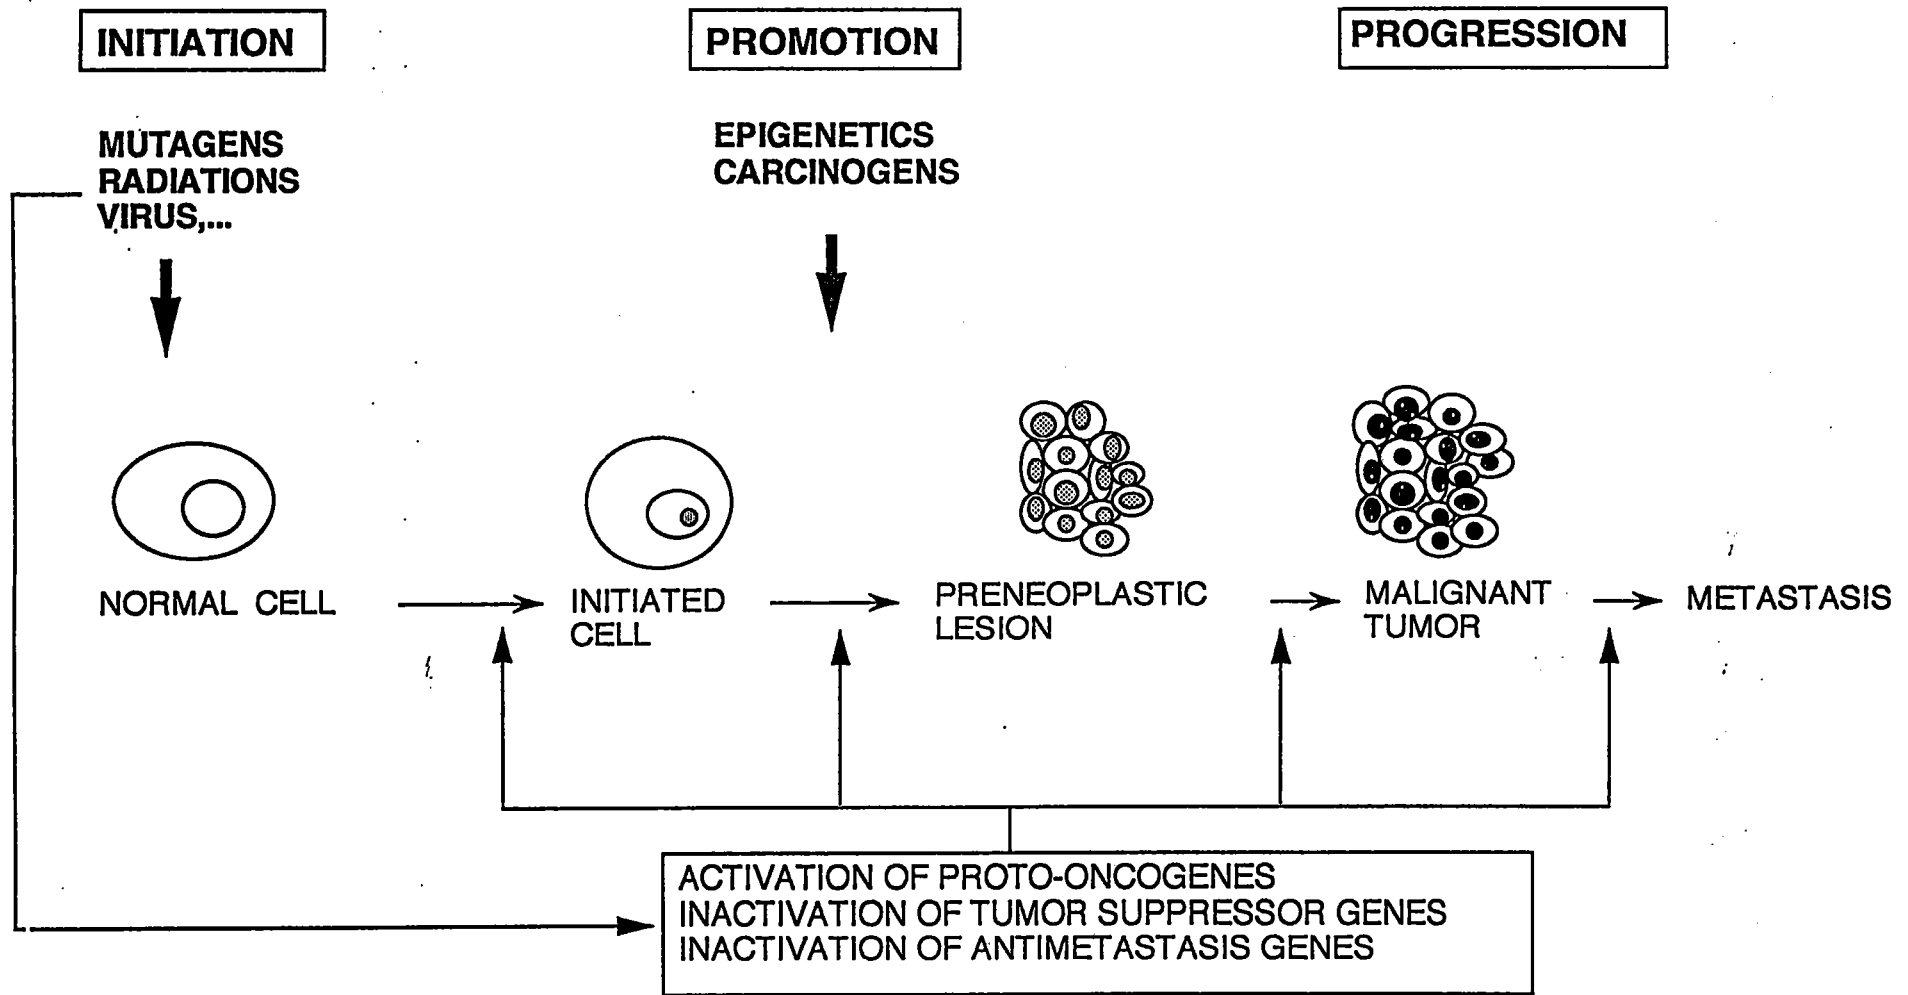 INITIATION
PROMOTION
PROGRESSION
MUTAGENS
RADIATIONS
VIRUS,...
EPIGENETICS
CARCINOGENS
NORMAL CELL
INITIATED
CELL
PRENEOPLASTIC
LESION
MALIGNANT
TUMOR
METASTASIS
ACTIVATION OF PROTO-ONCOGENES
INACTIVATION OF TUMOR SUPPRESSOR GENES
INACTIVATION OF ANTIMETASTASIS GENES